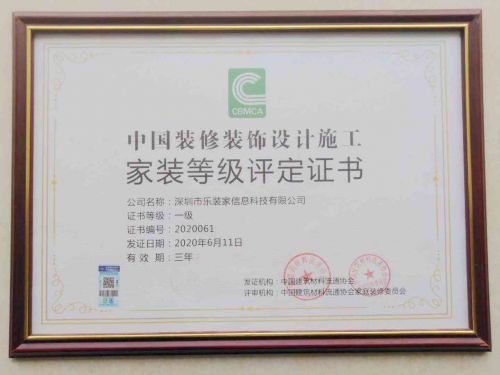 CBMCA
中国装修装饰设计施工
家装等级评定证书
公司名称：深圳市乐装家信息科技有限公司
证书等级：一级
证书编号：2020061
发证日期：2020年6月11日
有 效 期：三年
发证机构：中国建筑材料流通协会
评审机构：中国建筑材料流通协会家庭装修委员会